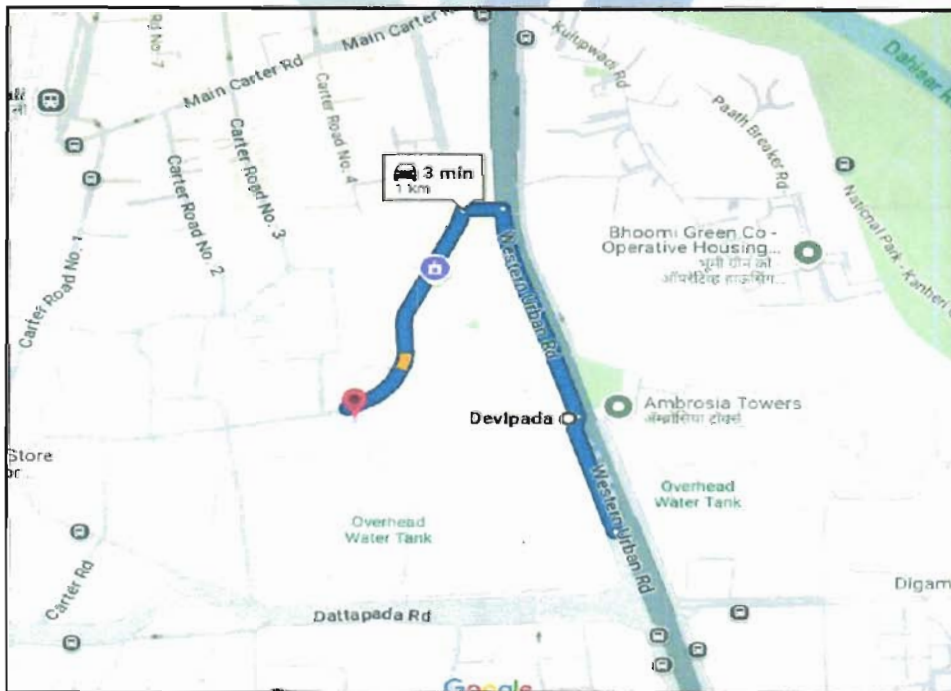 Rd No. 7
Main Carter Rd
Main Carter
Kulupwadi Rd
Dahisar R
Carter Road No. 4
Carter Road No. 3
Carter Road No. 2
Carter Road No. 1
Paath Breaker Rd
National Park - Kanheri
3 min
1 km
Bhoomi Green Co -
Operative Housing...
Western Urban Rd
Devipada
Ambrosia Towers
Store
Overhead
Water Tank
Overhead
Water Tank
Western Urban Rd
Carter Rd
Dattapada Rd
Digam
Google